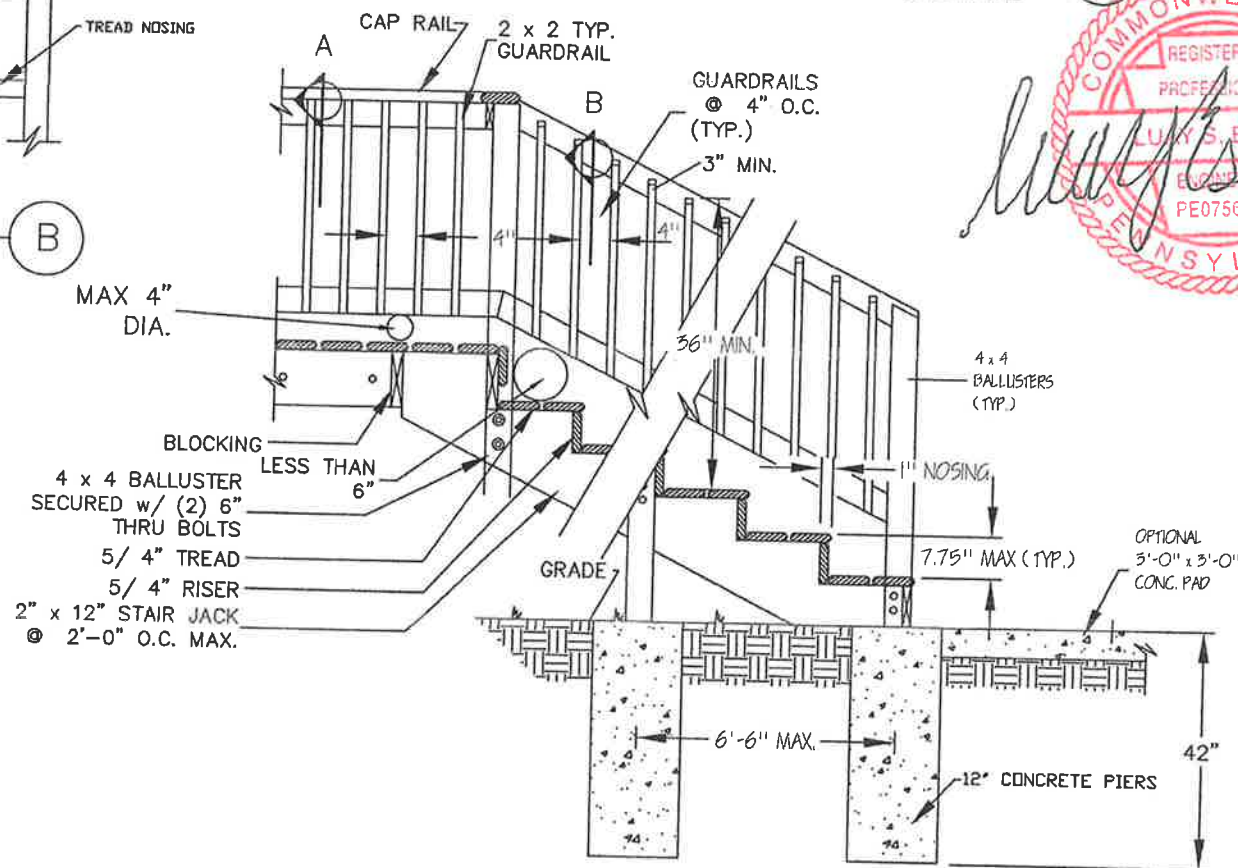 TREAD NOSING
CAP RAIL
2 x 2 TYP.
GUARDRAIL
A
GUARDRAILS
@ 4" O.C.
(TYP.)
B
3" MIN.
B
4"
4"
MAX 4"
DIA.
36" MIN.
4 x 4
BALLLISTERS
(TYP.)
BLOCKING
LESS THAN
6"
1" NOSING
4 x 4 BALLUSTER
SECURED w/ (2) 6"
THRU BOLTS
5/ 4" TREAD
5/ 4" RISER
2" x 12" STAIR JACK
@ 2'-0" O.C. MAX.
GRADE
7.75" MAX (TYP.)
OPTIONAL
3'-0" x 3'-0"
CONC. PAD
6'-6" MAX.
42"
12" CONCRETE PIERS
REGISTER
S.
PE0756